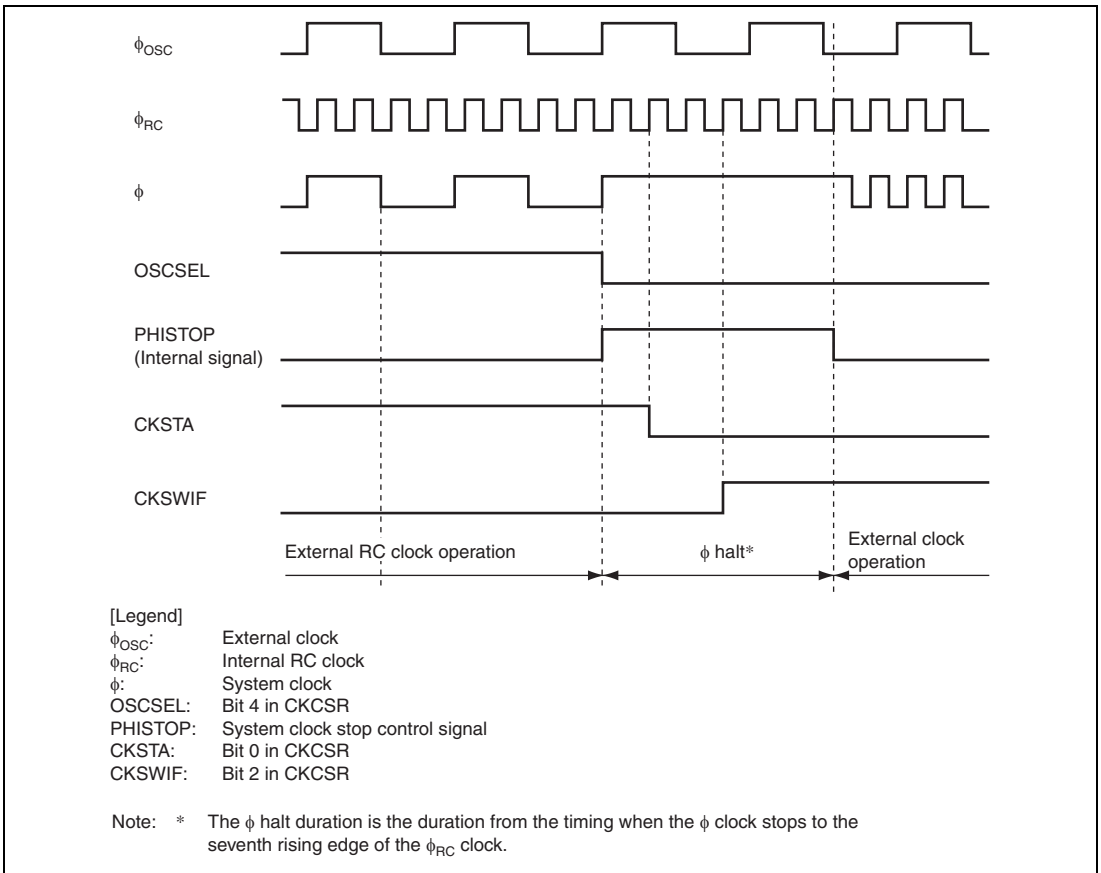 φOSC
φRC
φ
OSCSEL
PHISTOP
(Internal signal)
CKSTA
CKSWIF
External RC clock operation
φ halt*
External clock
operation
[Legend]
φOSC: External clock
φRC: Internal RC clock
φ: System clock
OSCSEL: Bit 4 in CKCSR
PHISTOP: System clock stop control signal
CKSTA: Bit 0 in CKCSR
CKSWIF: Bit 2 in CKCSR
Note: * The φ halt duration is the duration from the timing when the φ clock stops to the
seventh rising edge of the φRC clock.